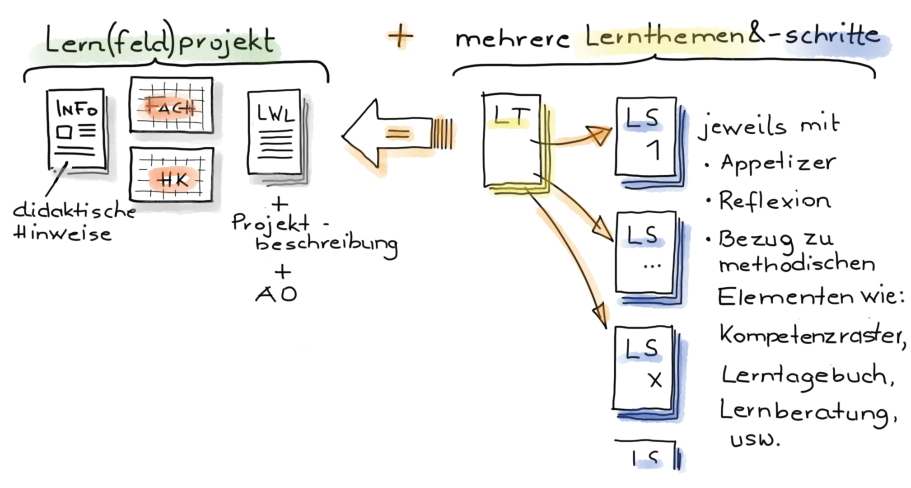 Lern(feld)projekt
+
mehrere Lernthemen&-schritte
INFO
FACH
HK
LWL
didaktische
Hinweise
+
Projekt-
beschreibung
+
AO
=
LT
LS
1
LS
...
LS
x
LS
jeweils mit
· Appetizer
· Reflexion
· Bezug zu
methodischen
Elementen wie:
Kompetenzraster,
Lerntagebuch,
Lernberatung,
usw.